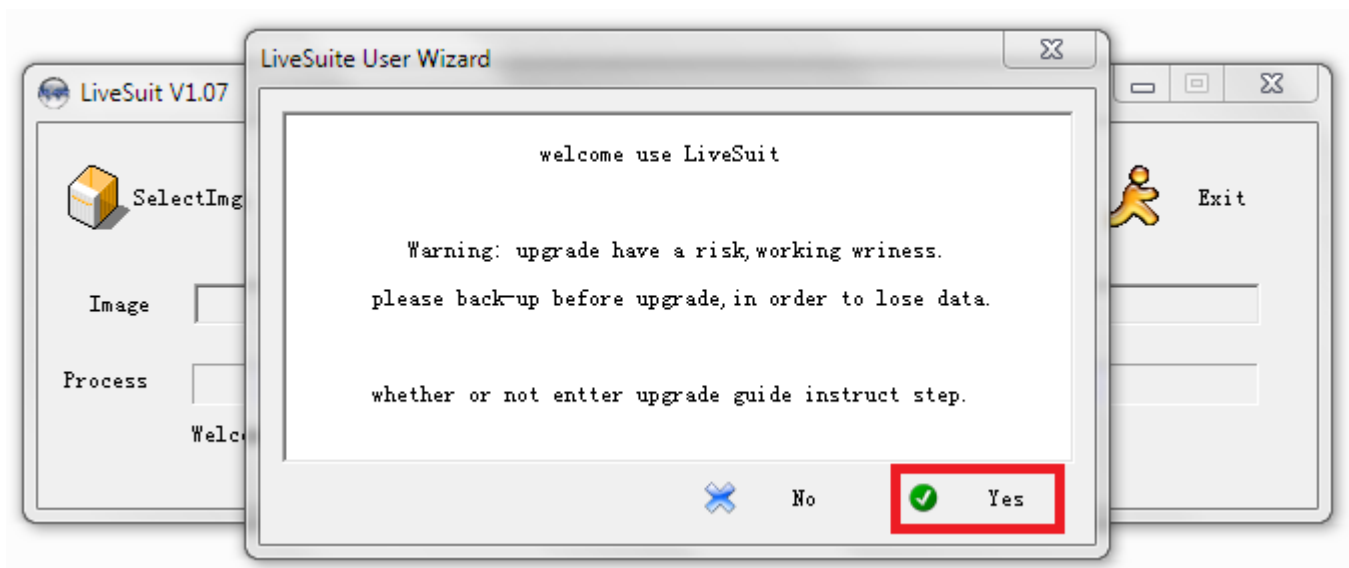 LiveSuite User Wizard
LiveSuit V1.07
welcome use LiveSuit
SelectImg
Exit
Warning: upgrade have a risk,working wriness.
please back-up before upgrade,in order to lose data.
Image
Process
whether or not entter upgrade guide instruct step.
No
Yes